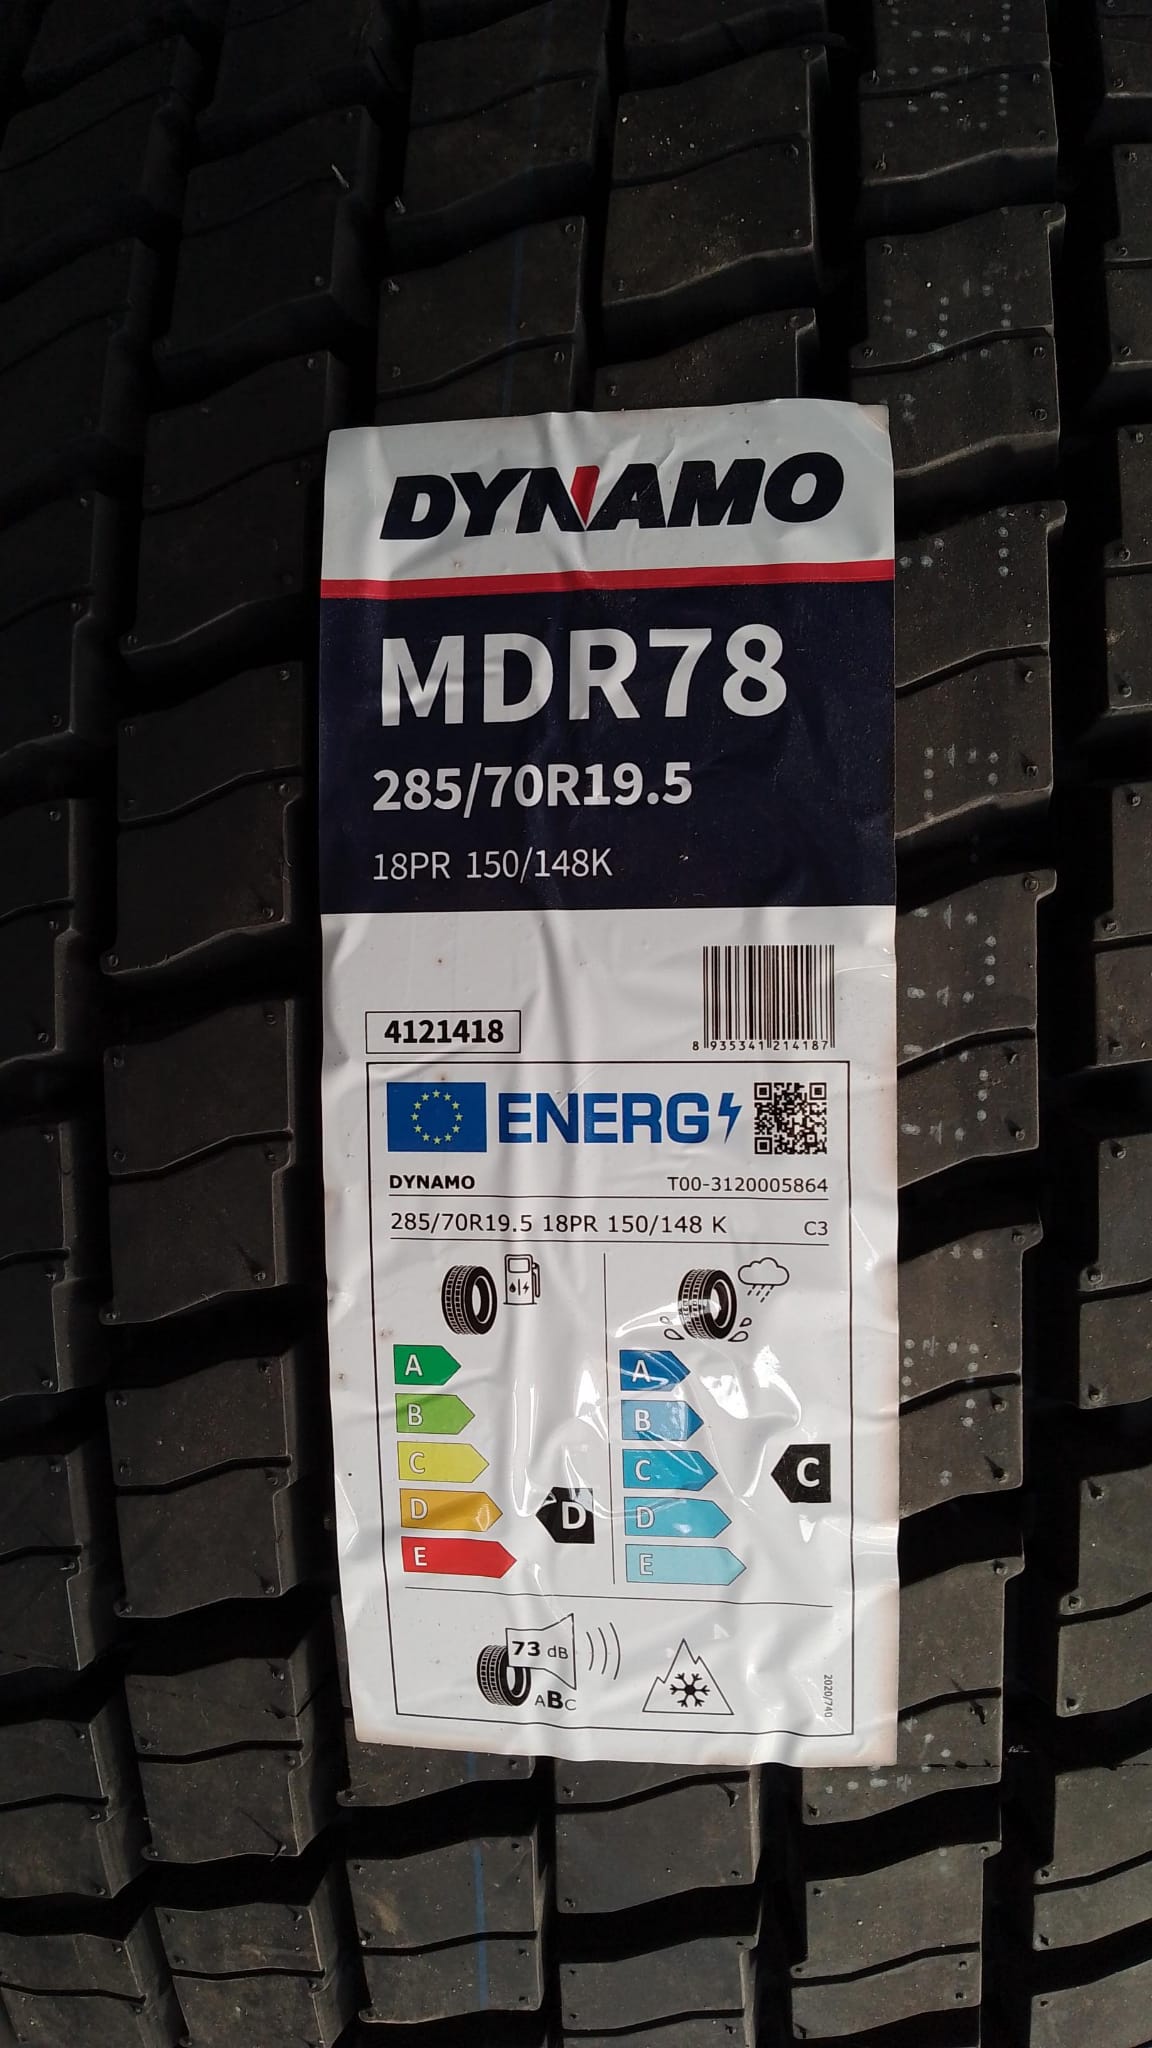 DYNAMO
MDR78
285/70R19.5
18PR 150/148K
4121418
8 935341 214187
ENERG
DYNAMO T00-3120005864
285/70R19.5 18PR 150/148 K C3
A A
B B
C C C
D D D
E E
73 dB
ABC
2020/740